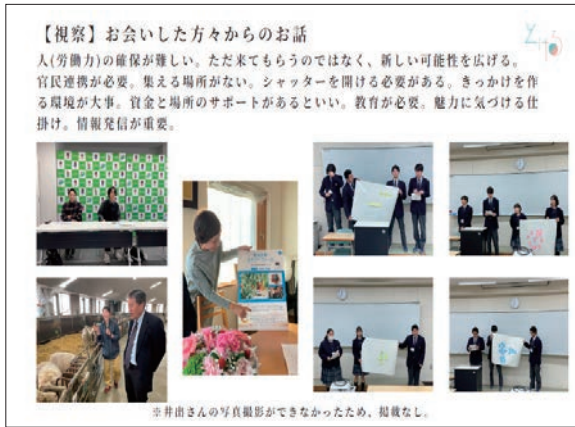 【視察】お会いした方々からのお話
人(労働力)の確保が難しい。ただ来てもらうのではなく、新しい可能性を広げる。
官民連携が必要。集える場所がない。シャッターを開ける必要がある。きっかけを作
る環境が大事。資金と場所のサポートがあるといい。教育が必要。魅力に気づける仕
掛け。情報発信が重要。
※井出さんの写真撮影ができなかったため、掲載なし。